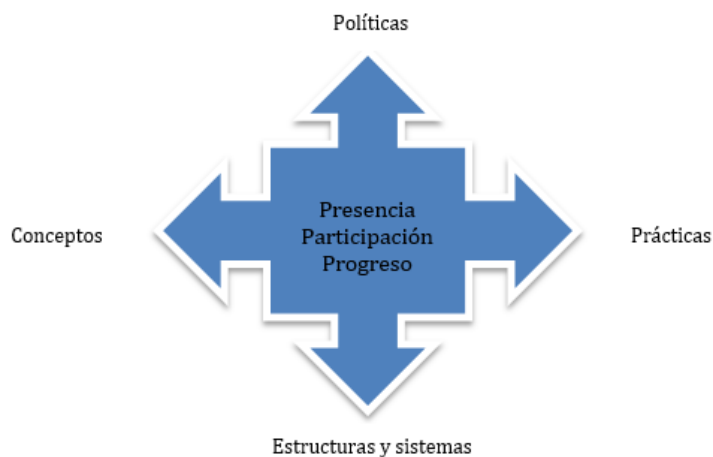 Políticas
Conceptos
Presencia
Participación
Progreso
Prácticas
Estructuras y sistemas